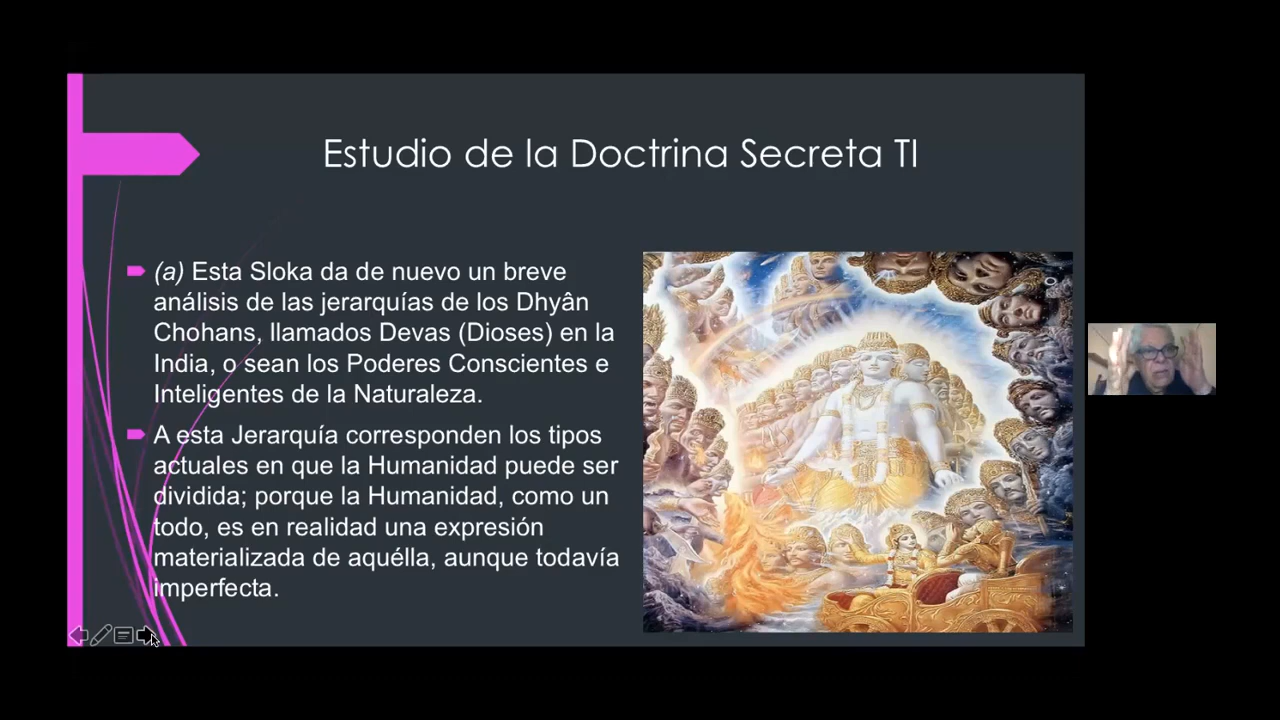 Estudio de la Doctrina Secreta TI
(a) Esta Sloka da de nuevo un breve
análisis de las jerarquías de los Dhyân
Chohans, llamados Devas (Dioses) en la
India, o sean los Poderes Conscientes e
Inteligentes de la Naturaleza.
A esta Jerarquía corresponden los tipos
actuales en que la Humanidad puede ser
dividida; porque la Humanidad, como un
todo, es en realidad una expresión
materializada de aquélla, aunque todavía
imperfecta.